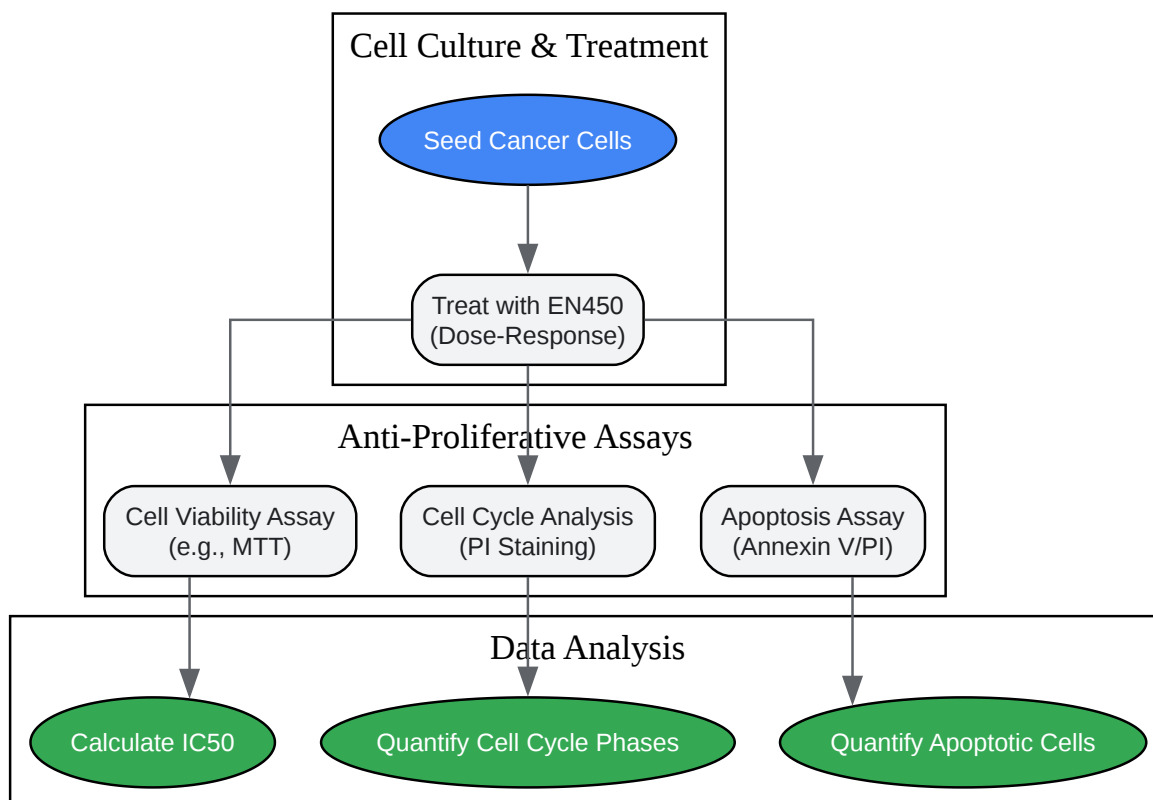 Cell Culture & Treatment
Seed Cancer Cells
Treat with EN450
(Dose-Response)
Anti-Proliferative Assays
Cell Viability Assay
(e.g., MTT)
Cell Cycle Analysis
(PI Staining)
Apoptosis Assay
(Annexin V/PI)
Data Analysis
Calculate IC50
Quantify Cell Cycle Phases
Quantify Apoptotic Cells